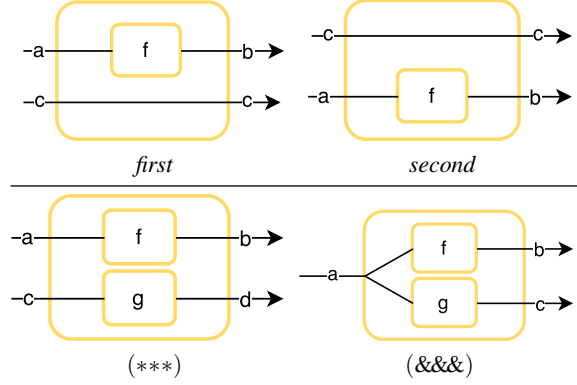 a f b
c c
first
c c
a f b
second
a f b
c g d
(***)
a f b
g c
(&&&)